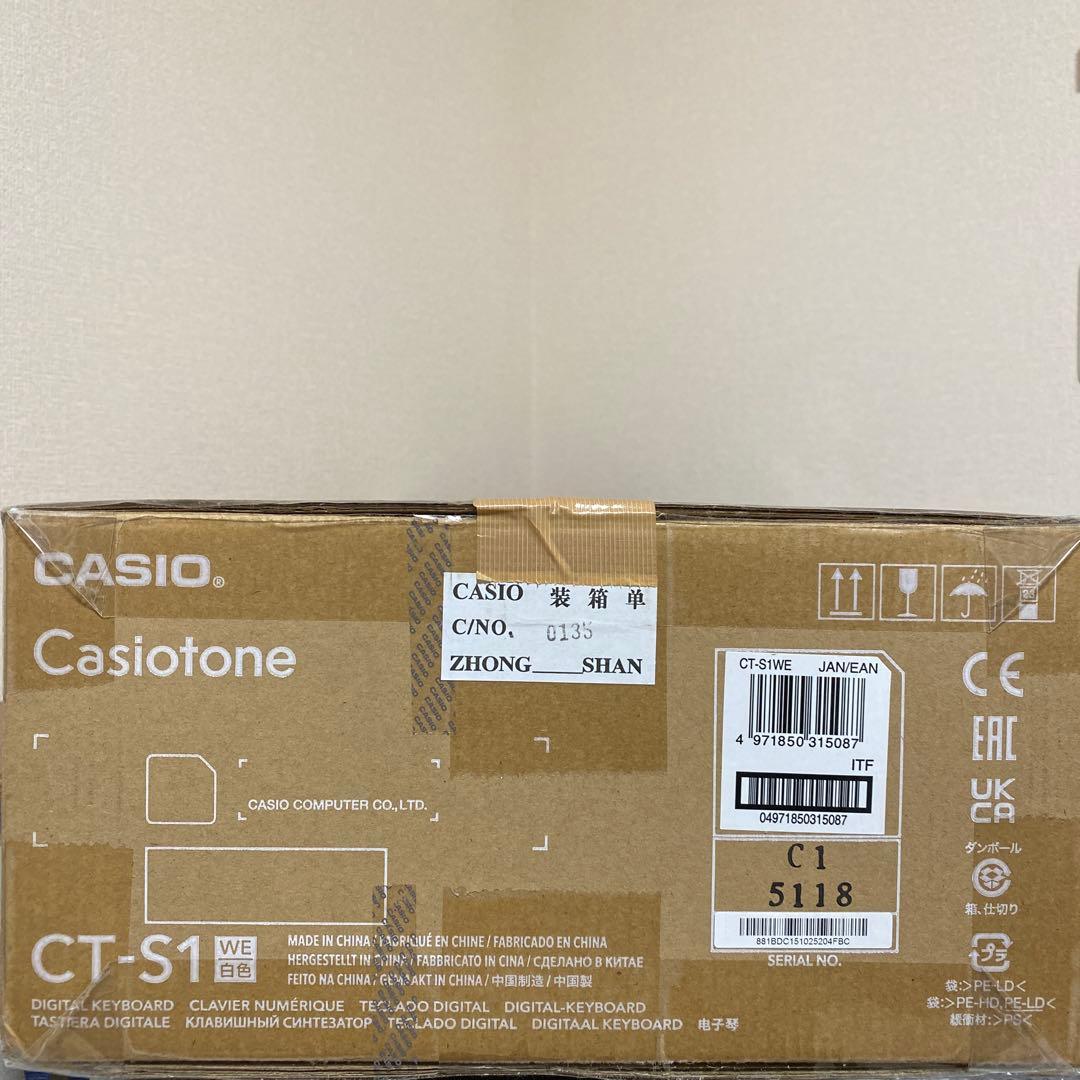 CASIO®
Casiotone
CASIO 装 箱 单
C/NO. 0135
ZHONG____SHAN
CT-S1WE JAN/EAN
4 971850 315087
ITF
04971850315087
C 1
5118
881BDC151025204FBC
SERIAL NO.
CASIO COMPUTER CO.,LTD.
CT-S1 WE 白色
MADE IN CHINA / FABRIQUÉ EN CHINE / FABRICADO EN CHINA
HERGESTELLT IN CHINA / FABBRICATO IN CINA / СДЕЛАНО В КИТАЕ
FEITO NA CHINA / GEMAAKT IN CHINA / 中国制造 / 中国製
DIGITAL KEYBOARD CLAVIER NUMÉRIQUE TECLADO DIGITAL DIGITAL-KEYBOARD
TASTIERA DIGITALE КЛАВИШНЫЙ СИНТЕЗАТОР TECLADO DIGITAL DIGITAAL KEYBOARD 电子琴
CE
EAC
UK
CA
ダンボール
箱、仕切り
プラ
袋:>PE-LD<
袋:>PE-HD,PE-LD<
緩衝材:>PS<